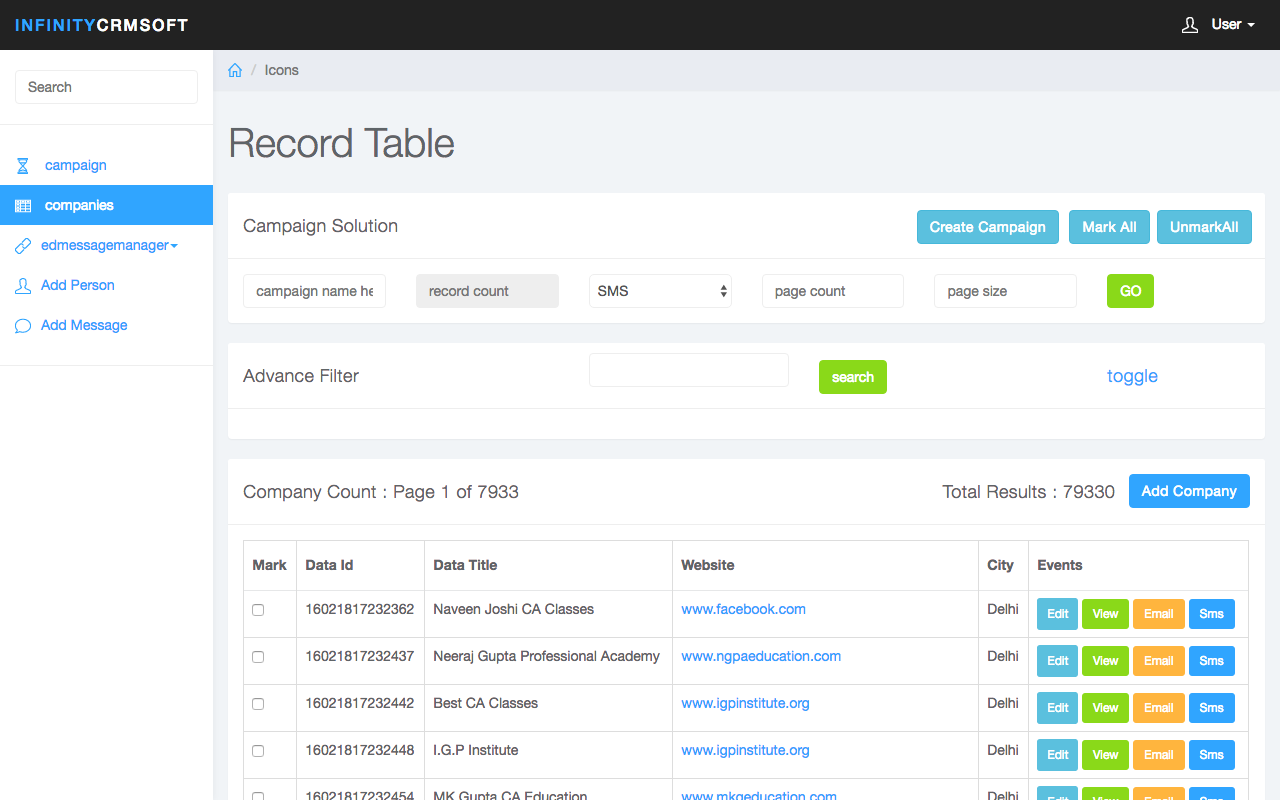 INFINITYCRMSOFT
User
Search
/ Icons
campaign
companies
edmessagemanager
Add Person
Add Message
Record Table
Campaign Solution
Create Campaign Mark All UnmarkAll
campaign name he record count SMS page count page size GO
Advance Filter search toggle
Company Count : Page 1 of 7933 Total Results : 79330 Add Company
Mark Data Id Data Title Website City Events
16021817232362 Naveen Joshi CA Classes www.facebook.com Delhi Edit View Email Sms
16021817232437 Neeraj Gupta Professional Academy www.ngpaeducation.com Delhi Edit View Email Sms
16021817232442 Best CA Classes www.igpinstitute.org Delhi Edit View Email Sms
16021817232448 I.G.P Institute www.igpinstitute.org Delhi Edit View Email Sms
16021817232454 MK Gupta CA Education www.mkgeducation.com Delhi Edit View Email Sms